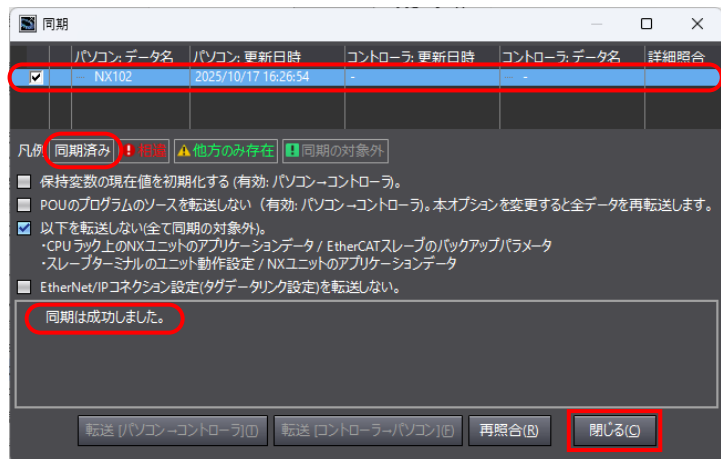 同期
パソコン: データ名 パソコン: 更新日時 コントローラ: 更新日時 コントローラ: データ名 詳細照合
NX102 2025/10/17 16:26:54 - -
凡例 同期済み 相違 他方のみ存在 同期の対象外
保持変数の現在値を初期化する (有効: パソコン→コントローラ)。
POUのプログラムのソースを転送しない (有効: パソコン→コントローラ)。本オプションを変更すると全データを再転送します。
以下を転送しない(全て同期の対象外)。
・CPUラック上のNXユニットのアプリケーションデータ / EtherCATスレーブのバックアップパラメータ
・スレーブターミナルのユニット動作設定 / NXユニットのアプリケーションデータ
EtherNet/IPコネクション設定(タグデータリンク設定)を転送しない。
同期は成功しました。
転送 [パソコン→コントローラ](T) 転送 [コントローラ→パソコン](F) 再照合(R) 閉じる(C)